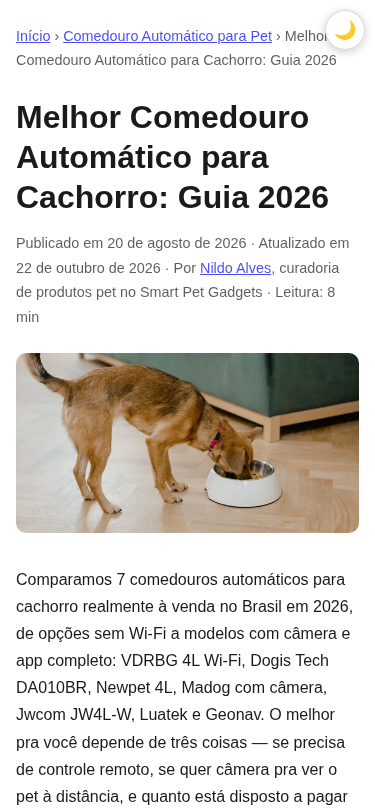 Início › Comedouro Automático para Pet › Melhor
Comedouro Automático para Cachorro: Guia 2026
Melhor Comedouro
Automático para
Cachorro: Guia 2026
Publicado em 20 de agosto de 2026 · Atualizado em
22 de outubro de 2026 · Por Nildo Alves, curadoria
de produtos pet no Smart Pet Gadgets · Leitura: 8
min
Comparamos 7 comedouros automáticos para
cachorro realmente à venda no Brasil em 2026,
de opções sem Wi-Fi a modelos com câmera e
app completo: VDRBG 4L Wi-Fi, Dogis Tech
DA010BR, Newpet 4L, Madog com câmera,
Jwcom JW4L-W, Luatek e Geonav. O melhor
pra você depende de três coisas — se precisa
de controle remoto, se quer câmera pra ver o
pet à distância, e quanto está disposto a pagar